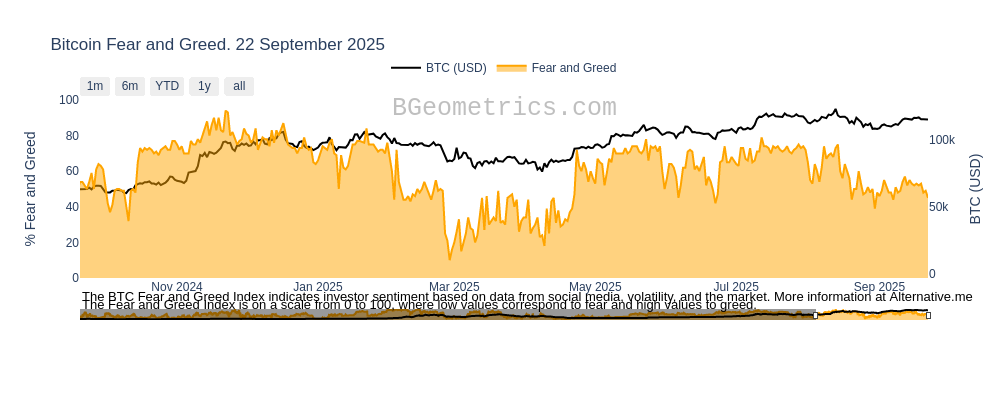 Bitcoin Fear and Greed. 22 September 2025
BTC (USD) Fear and Greed
1m 6m YTD 1y all
BGeometrics.com
% Fear and Greed
100
80
60
40
20
0
100k
50k
0
BTC (USD)
Nov 2024 Jan 2025 Mar 2025 May 2025 Jul 2025 Sep 2025
The BTC Fear and Greed Index indicates investor sentiment based on data from social media, volatility, and the market. More information at Alternative.me
The Fear and Greed Index is on a scale from 0 to 100, where low values correspond to fear and high values to greed.